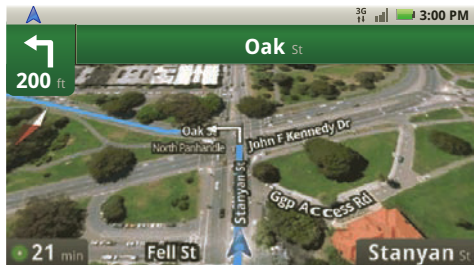 3G
3:00 PM
Oak St
200 ft
Oak St
John F Kennedy Dr
North Panhandle
Stanyan St
Ggp Access Rd
21 min
Fell St
Stanyan St